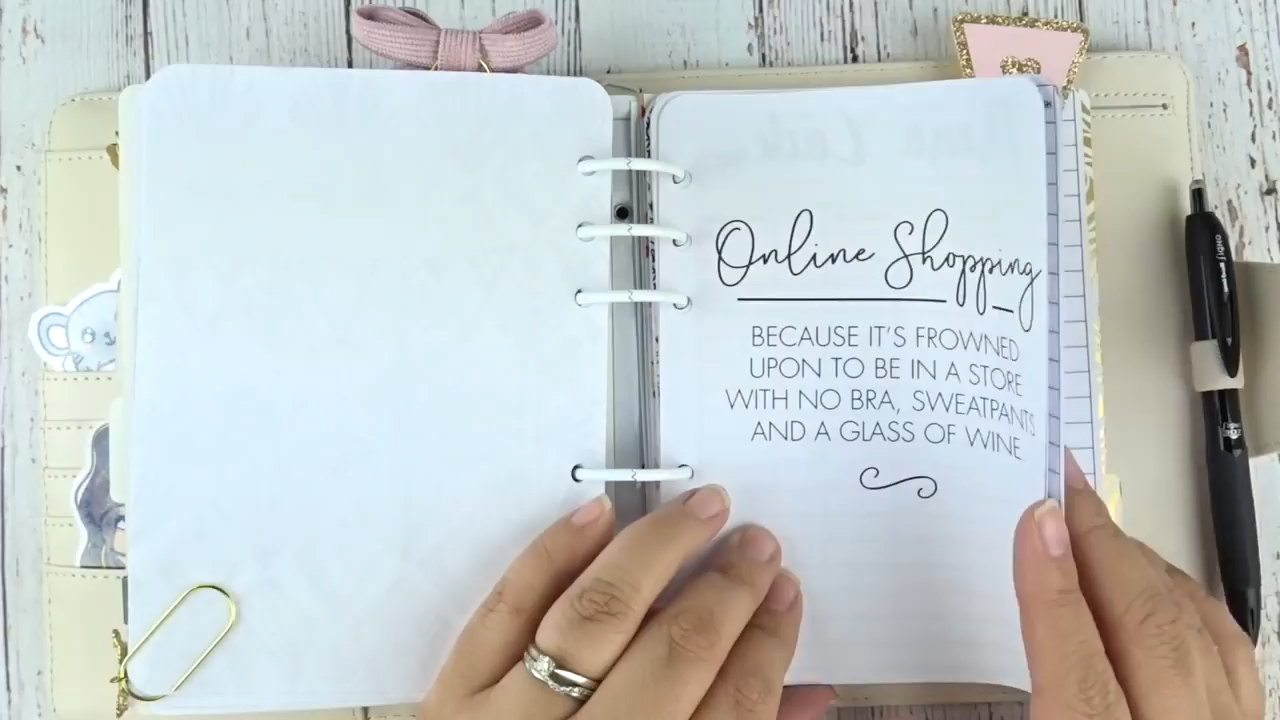 Online Shopping
BECAUSE IT'S FROWNED
UPON TO BE IN A STORE
WITH NO BRA, SWEATPANTS
AND A GLASS OF WINE